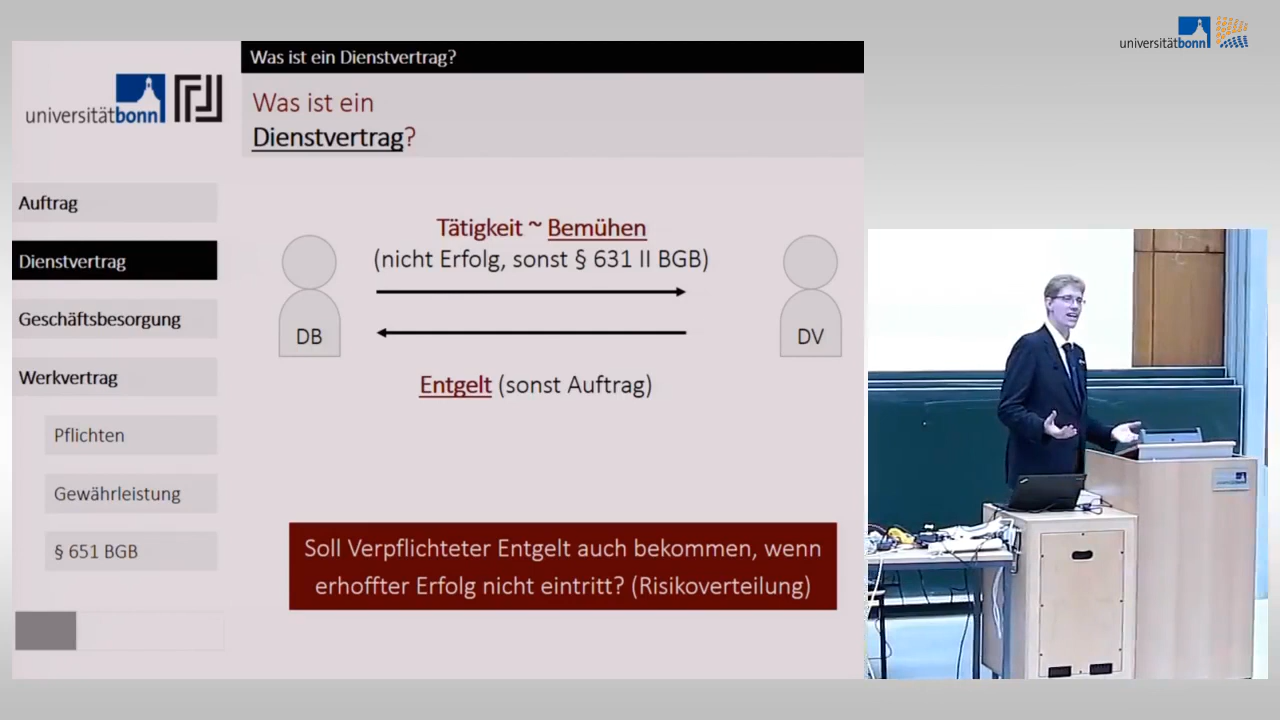 universitätbonn
Was ist ein Dienstvertrag?
universitätbonn
Was ist ein
Dienstvertrag?
Auftrag
Dienstvertrag
Geschäftsbesorgung
Werkvertrag
Pflichten
Gewährleistung
§ 651 BGB
Tätigkeit ~ Bemühen
(nicht Erfolg, sonst § 631 II BGB)
DB
DV
Entgelt (sonst Auftrag)
Soll Verpflichteter Entgelt auch bekommen, wenn
erhoffter Erfolg nicht eintritt? (Risikoverteilung)